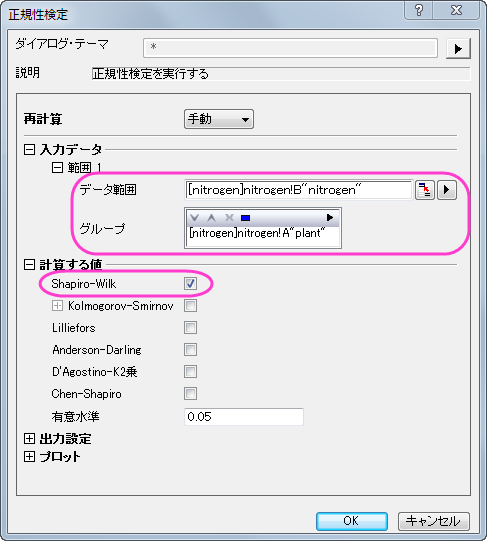 正規性検定
ダイアログ・テーマ *
説明 正規性検定を実行する
再計算 手動
入力データ
範囲 1
データ範囲 [nitrogen]nitrogen!B"nitrogen"
グループ
[nitrogen]nitrogen!A"plant"
計算する値
Shapiro-Wilk
Kolmogorov-Smirnov
Lilliefors
Anderson-Darling
D'Agostino-K2乗
Chen-Shapiro
有意水準 0.05
出力設定
プロット
OK キャンセル